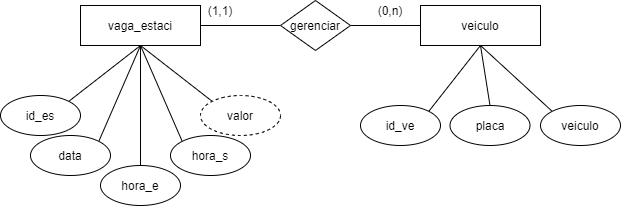 vaga_estaci
(1,1)
gerenciar
(0,n)
veiculo
id_es
data
hora_e
hora_s
valor
id_ve
placa
veiculo